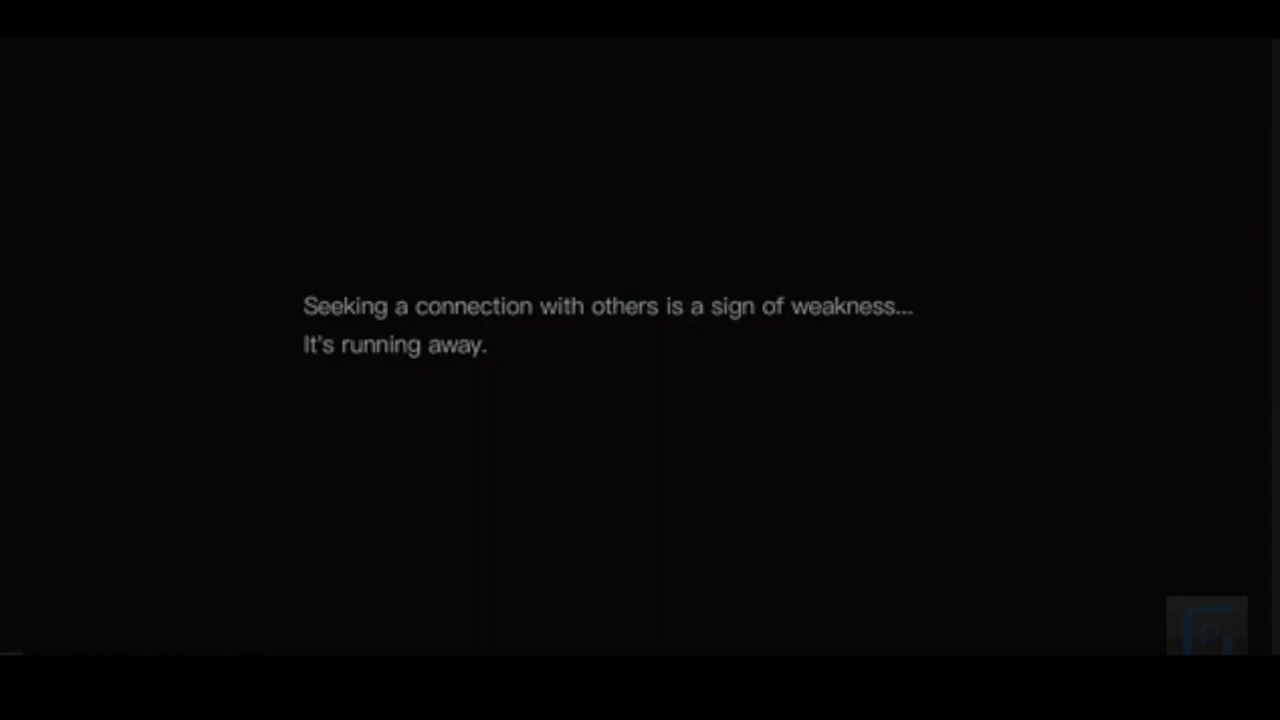 Seeking a connection with others is a sign of weakness...
It's running away.